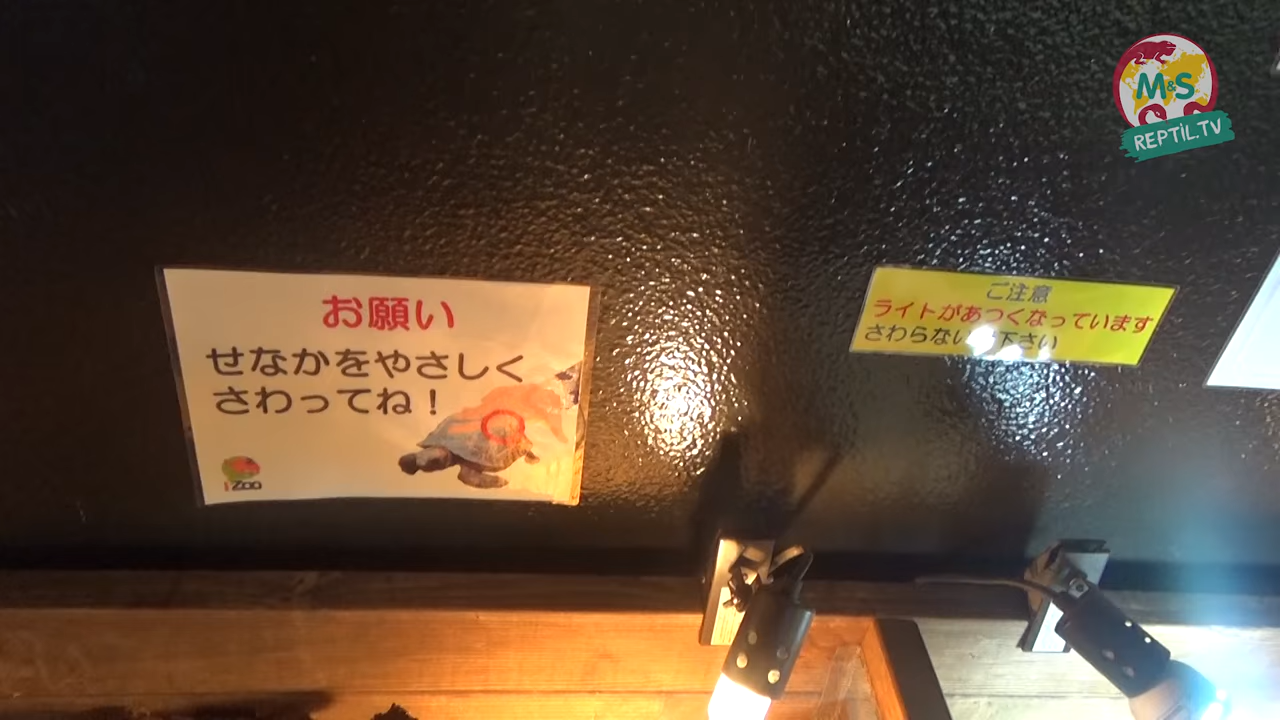 お願い
せなかをやさしく
さわってね！
iZoo
ご注意
ライトがあつくなっています
さわらない 下さい
M&S
REPTİL.TV